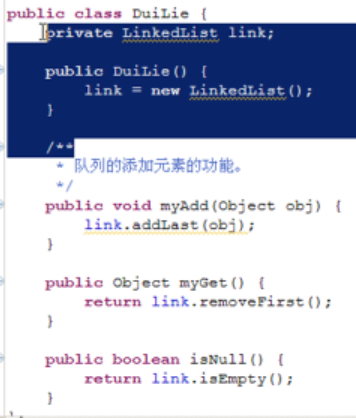 public class DuiLie {
private LinkedList link;
public DuiLie() {
link = new LinkedList();
}
/**
* 队列的添加元素的功能。
*/
public void myAdd(Object obj) {
link.addLast(obj);
}
public Object myGet() {
return link.removeFirst();
}
public boolean isNull() {
return link.isEmpty();
}